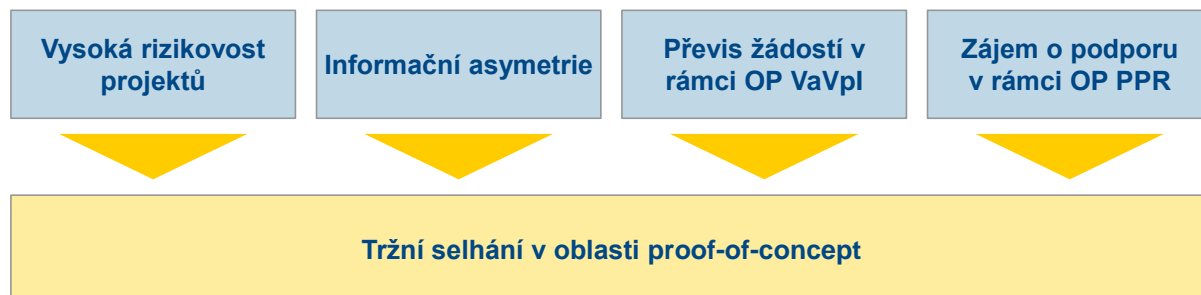 Vysoká rizikovost
projektů
Informační asymetrie
Převis žádostí v
rámci OP VaVpI
Zájem o podporu
v rámci OP PPR
Tržní selhání v oblasti proof-of-concept